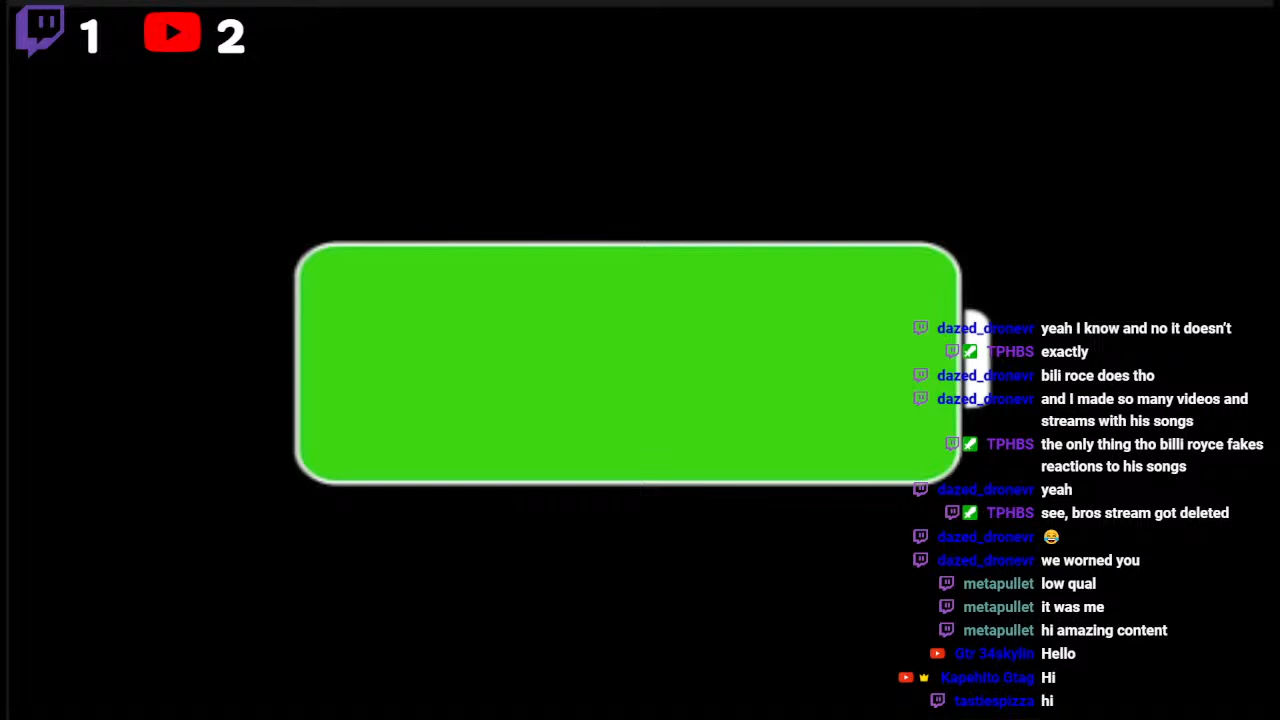 1 2
dazed_dronevr yeah I know and no it doesn't
TPHBS exactly
dazed_dronevr bili roce does tho
dazed_dronevr and I made so many videos and
streams with his songs
TPHBS the only thing tho billi royce fakes
reactions to his songs
dazed_dronevr yeah
TPHBS see, bros stream got deleted
dazed_dronevr 😂
dazed_dronevr we worned you
metapullet low qual
metapullet it was me
metapullet hi amazing content
Gtr 34skylin Hello
Kapehito Gtag Hi
tastiespizza hi